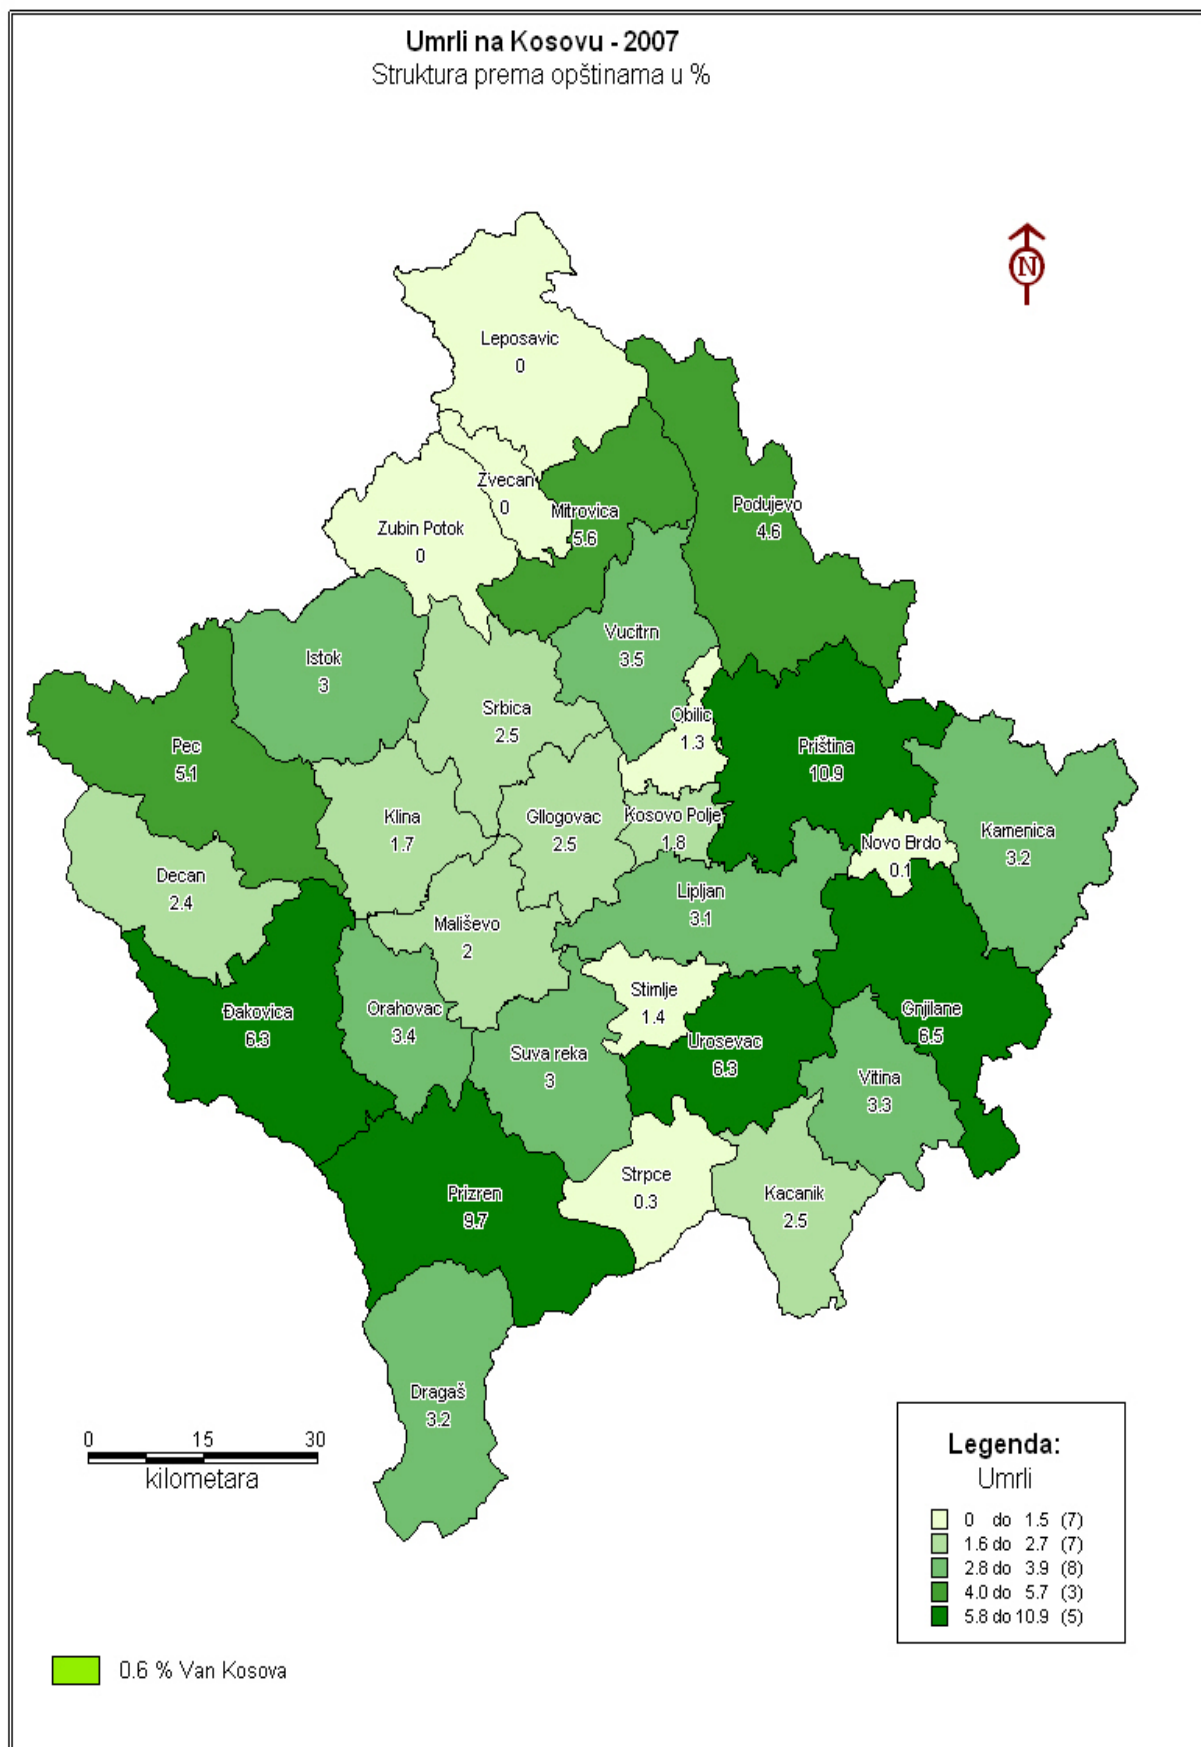 Umrli na Kosovu - 2007
Struktura prema opštinama u %
N
Leposavic
0
Zvecan
0
Mitrovica
5.6
Podujevo
4.6
Zubin Potok
0
Vucitrn
3.5
Istok
3
Srbica
2.5
Obilic
1.3
Pec
5.1
Priština
10.9
Klina
1.7
Gllogovac
2.5
Kosovo Polje
1.8
Novo Brdo
0.1
Kamenica
3.2
Decan
2.4
Lipljan
3.1
Mališevo
2
Stimlje
1.4
Đakovica
6.3
Orahovac
3.4
Gnjilane
6.5
Suva reka
3
Urosevac
6.3
Vitina
3.3
Strpce
0.3
Prizren
9.7
Kacanik
2.5
Dragaš
3.2
0 15 30
kilometara
Legenda:
Umrli
0 do 1.5 (7)
1.6 do 2.7 (7)
2.8 do 3.9 (8)
4.0 do 5.7 (3)
5.8 do 10.9 (5)
0.6 % Van Kosova